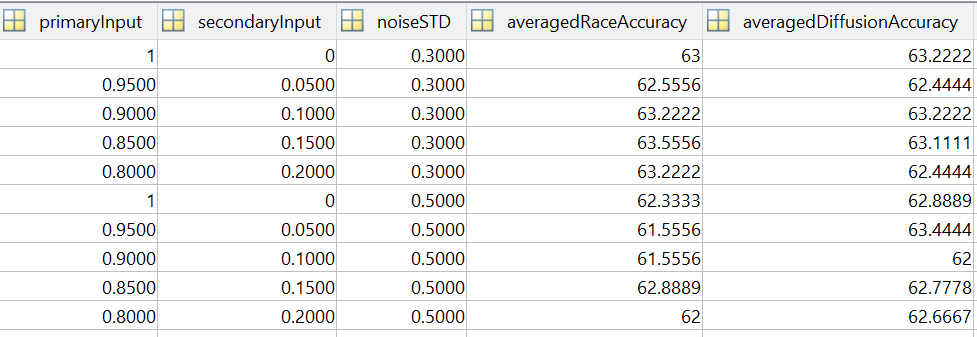 primaryInput secondaryInput noiseSTD averagedRaceAccuracy averagedDiffusionAccuracy
1 0 0.3000 63 63.2222
0.9500 0.0500 0.3000 62.5556 62.4444
0.9000 0.1000 0.3000 63.2222 63.2222
0.8500 0.1500 0.3000 63.5556 63.1111
0.8000 0.2000 0.3000 63.2222 62.4444
1 0 0.5000 62.3333 62.8889
0.9500 0.0500 0.5000 61.5556 63.4444
0.9000 0.1000 0.5000 61.5556 62
0.8500 0.1500 0.5000 62.8889 62.7778
0.8000 0.2000 0.5000 62 62.6667